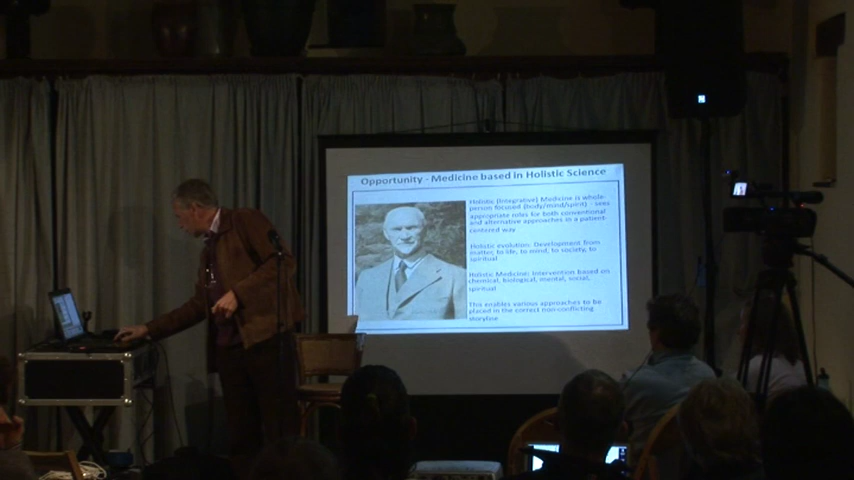 Opportunity - Medicine based in Holistic Science
Holistic (Integrative) Medicine is whole-
person focused (body/mind/spirit) - sees
appropriate roles for both conventional
and alternative approaches in a patient-
centered way
Holistic evolution: Development from
matter, to life, to mind, to society, to
spiritual
Holistic Medicine: Intervention based on
chemical, biological, mental, social,
spiritual
This enables various approaches to be
placed in the correct non-conflicting
storyline